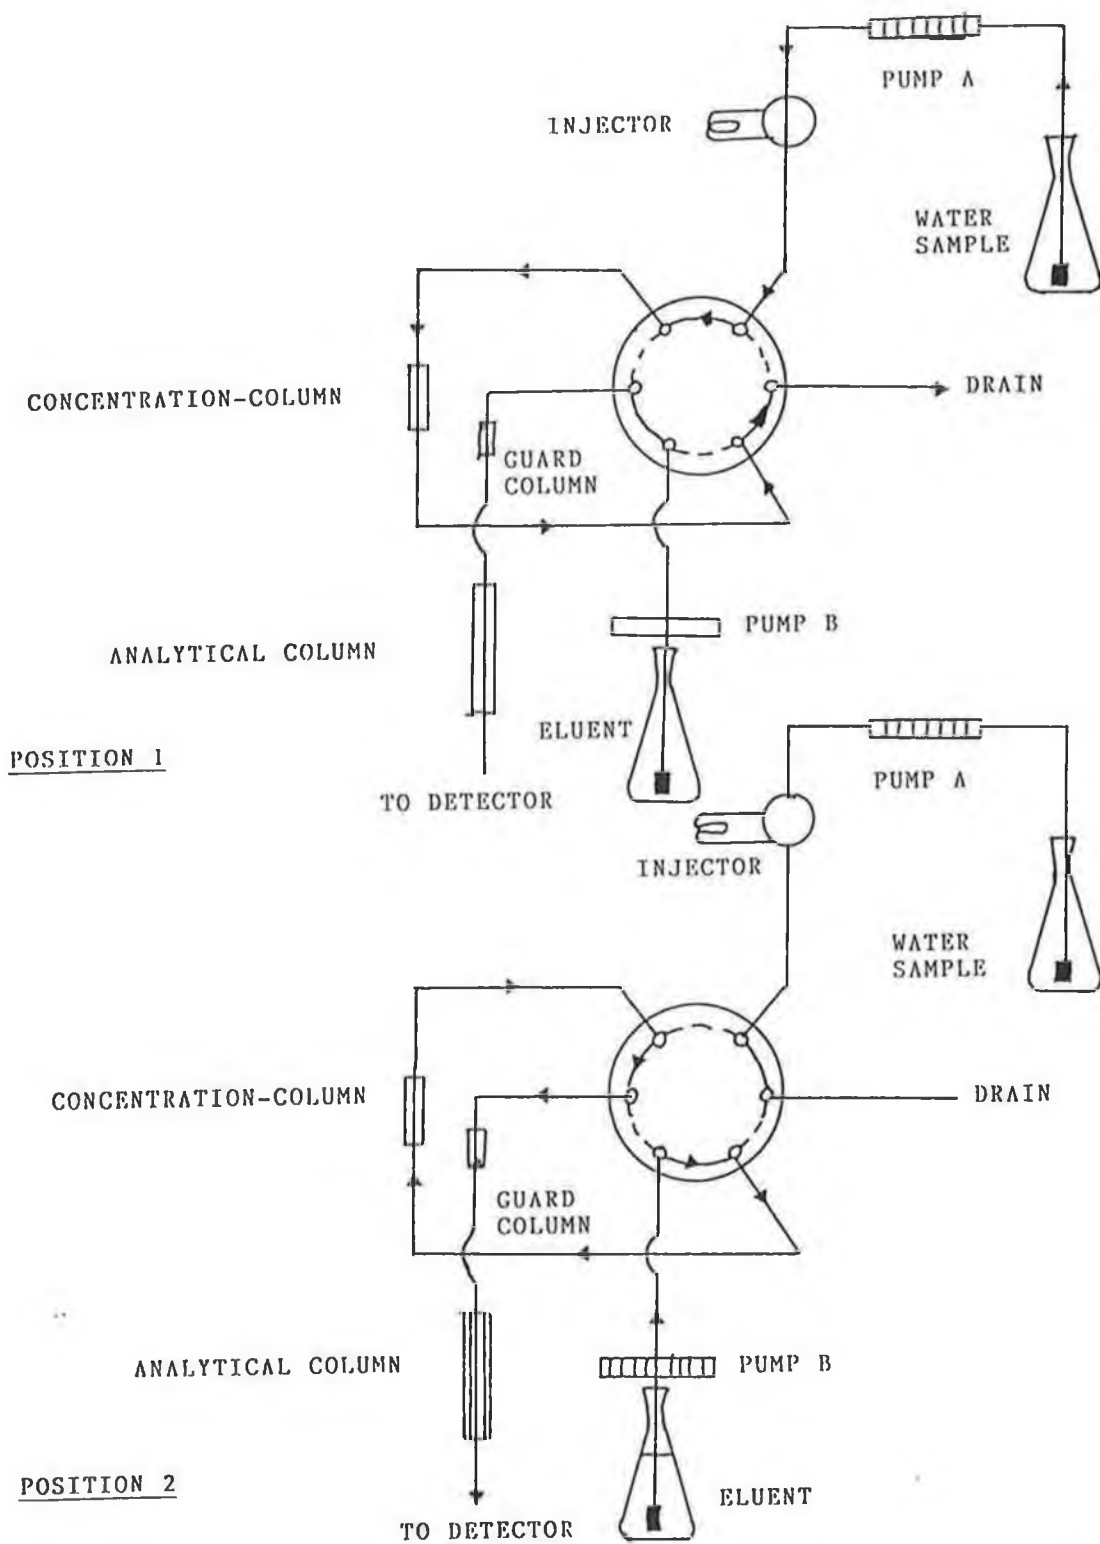 PUMP A
INJECTOR
WATER
SAMPLE
CONCENTRATION-COLUMN
DRAIN
GUARD
COLUMN
PUMP B
ANALYTICAL COLUMN
ELUENT
POSITION 1
TO DETECTOR
PUMP A
INJECTOR
WATER
SAMPLE
CONCENTRATION-COLUMN
DRAIN
GUARD
COLUMN
ANALYTICAL COLUMN
PUMP B
POSITION 2
ELUENT
TO DETECTOR